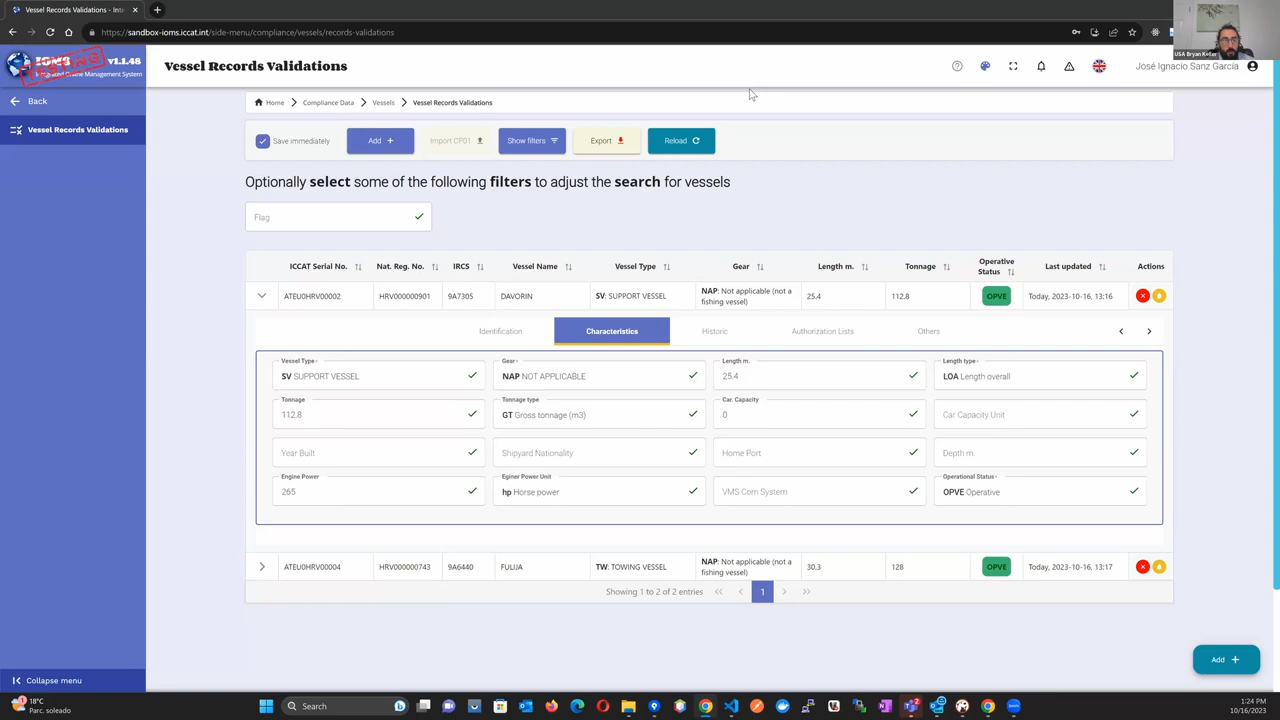 Vessel Records Validations - Int
https://sandbox-ioms.iccat.int/side-menu/compliance/vessels/records-validations
USA Bryan Keller
IOMS v1.1.48
Integrated Online Management System
TESTING
Vessel Records Validations
José Ignacio Sanz García
Back
Home Compliance Data Vessels Vessel Records Validations
Vessel Records Validations
Save immediately Add + Import CP01 Show filters Export Reload
Optionally select some of the following filters to adjust the search for vessels
Flag
ICCAT Serial No. Nat. Reg. No. IRCS Vessel Name Vessel Type Gear Length m. Tonnage Operative Status Last updated Actions
ATEU0HRV00002 HRV000000901 9A7305 DAVORIN SV: SUPPORT VESSEL NAP: Not applicable (not a fishing vessel) 25.4 112.8 OPVE Today, 2023-10-16, 13:16
Identification Characteristics Historic Authorization Lists Others
Vessel Type* Gear* Length m. Length type*
SV SUPPORT VESSEL NAP NOT APPLICABLE 25.4 LOA Length overall
Tonnage Tonnage type Car. Capacity
112.8 GT Gross tonnage (m3) 0 Car Capacity Unit
Year Built Shipyard Nationality Home Port Depth m.
Engine Power Eginer Power Unit Operational Status*
265 hp Horse power VMS Com System OPVE Operative
ATEU0HRV00004 HRV000000743 9A6440 FULIJA TW: TOWING VESSEL NAP: Not applicable (not a fishing vessel) 30.3 128 OPVE Today, 2023-10-16, 13:17
Showing 1 to 2 of 2 entries « ‹ 1 › »
Add +
Collapse menu
18°C
Parc. soleado
Search
1:24 PM
10/16/2023